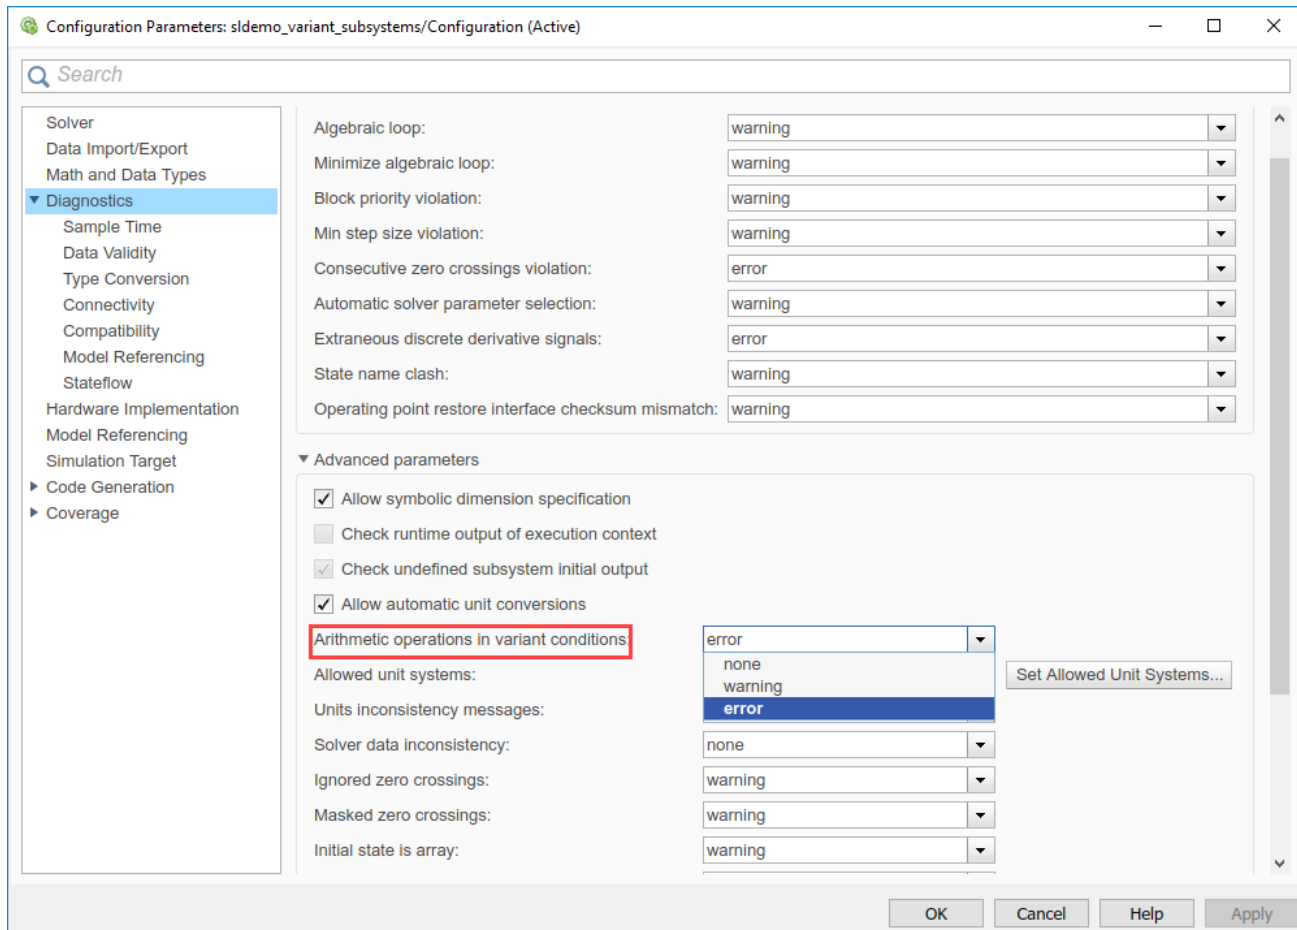 Configuration Parameters: sldemo_variant_subsystems/Configuration (Active)
Search
Solver
Data Import/Export
Math and Data Types
Diagnostics
Sample Time
Data Validity
Type Conversion
Connectivity
Compatibility
Model Referencing
Stateflow
Hardware Implementation
Model Referencing
Simulation Target
Code Generation
Coverage
Algebraic loop: warning
Minimize algebraic loop: warning
Block priority violation: warning
Min step size violation: warning
Consecutive zero crossings violation: error
Automatic solver parameter selection: warning
Extraneous discrete derivative signals: error
State name clash: warning
Operating point restore interface checksum mismatch: warning
Advanced parameters
Allow symbolic dimension specification
Check runtime output of execution context
Check undefined subsystem initial output
Allow automatic unit conversions
Arithmetic operations in variant conditions: error
none
warning
error
Allowed unit systems: Set Allowed Unit Systems...
Units inconsistency messages:
Solver data inconsistency: none
Ignored zero crossings: warning
Masked zero crossings: warning
Initial state is array: warning
OK Cancel Help Apply